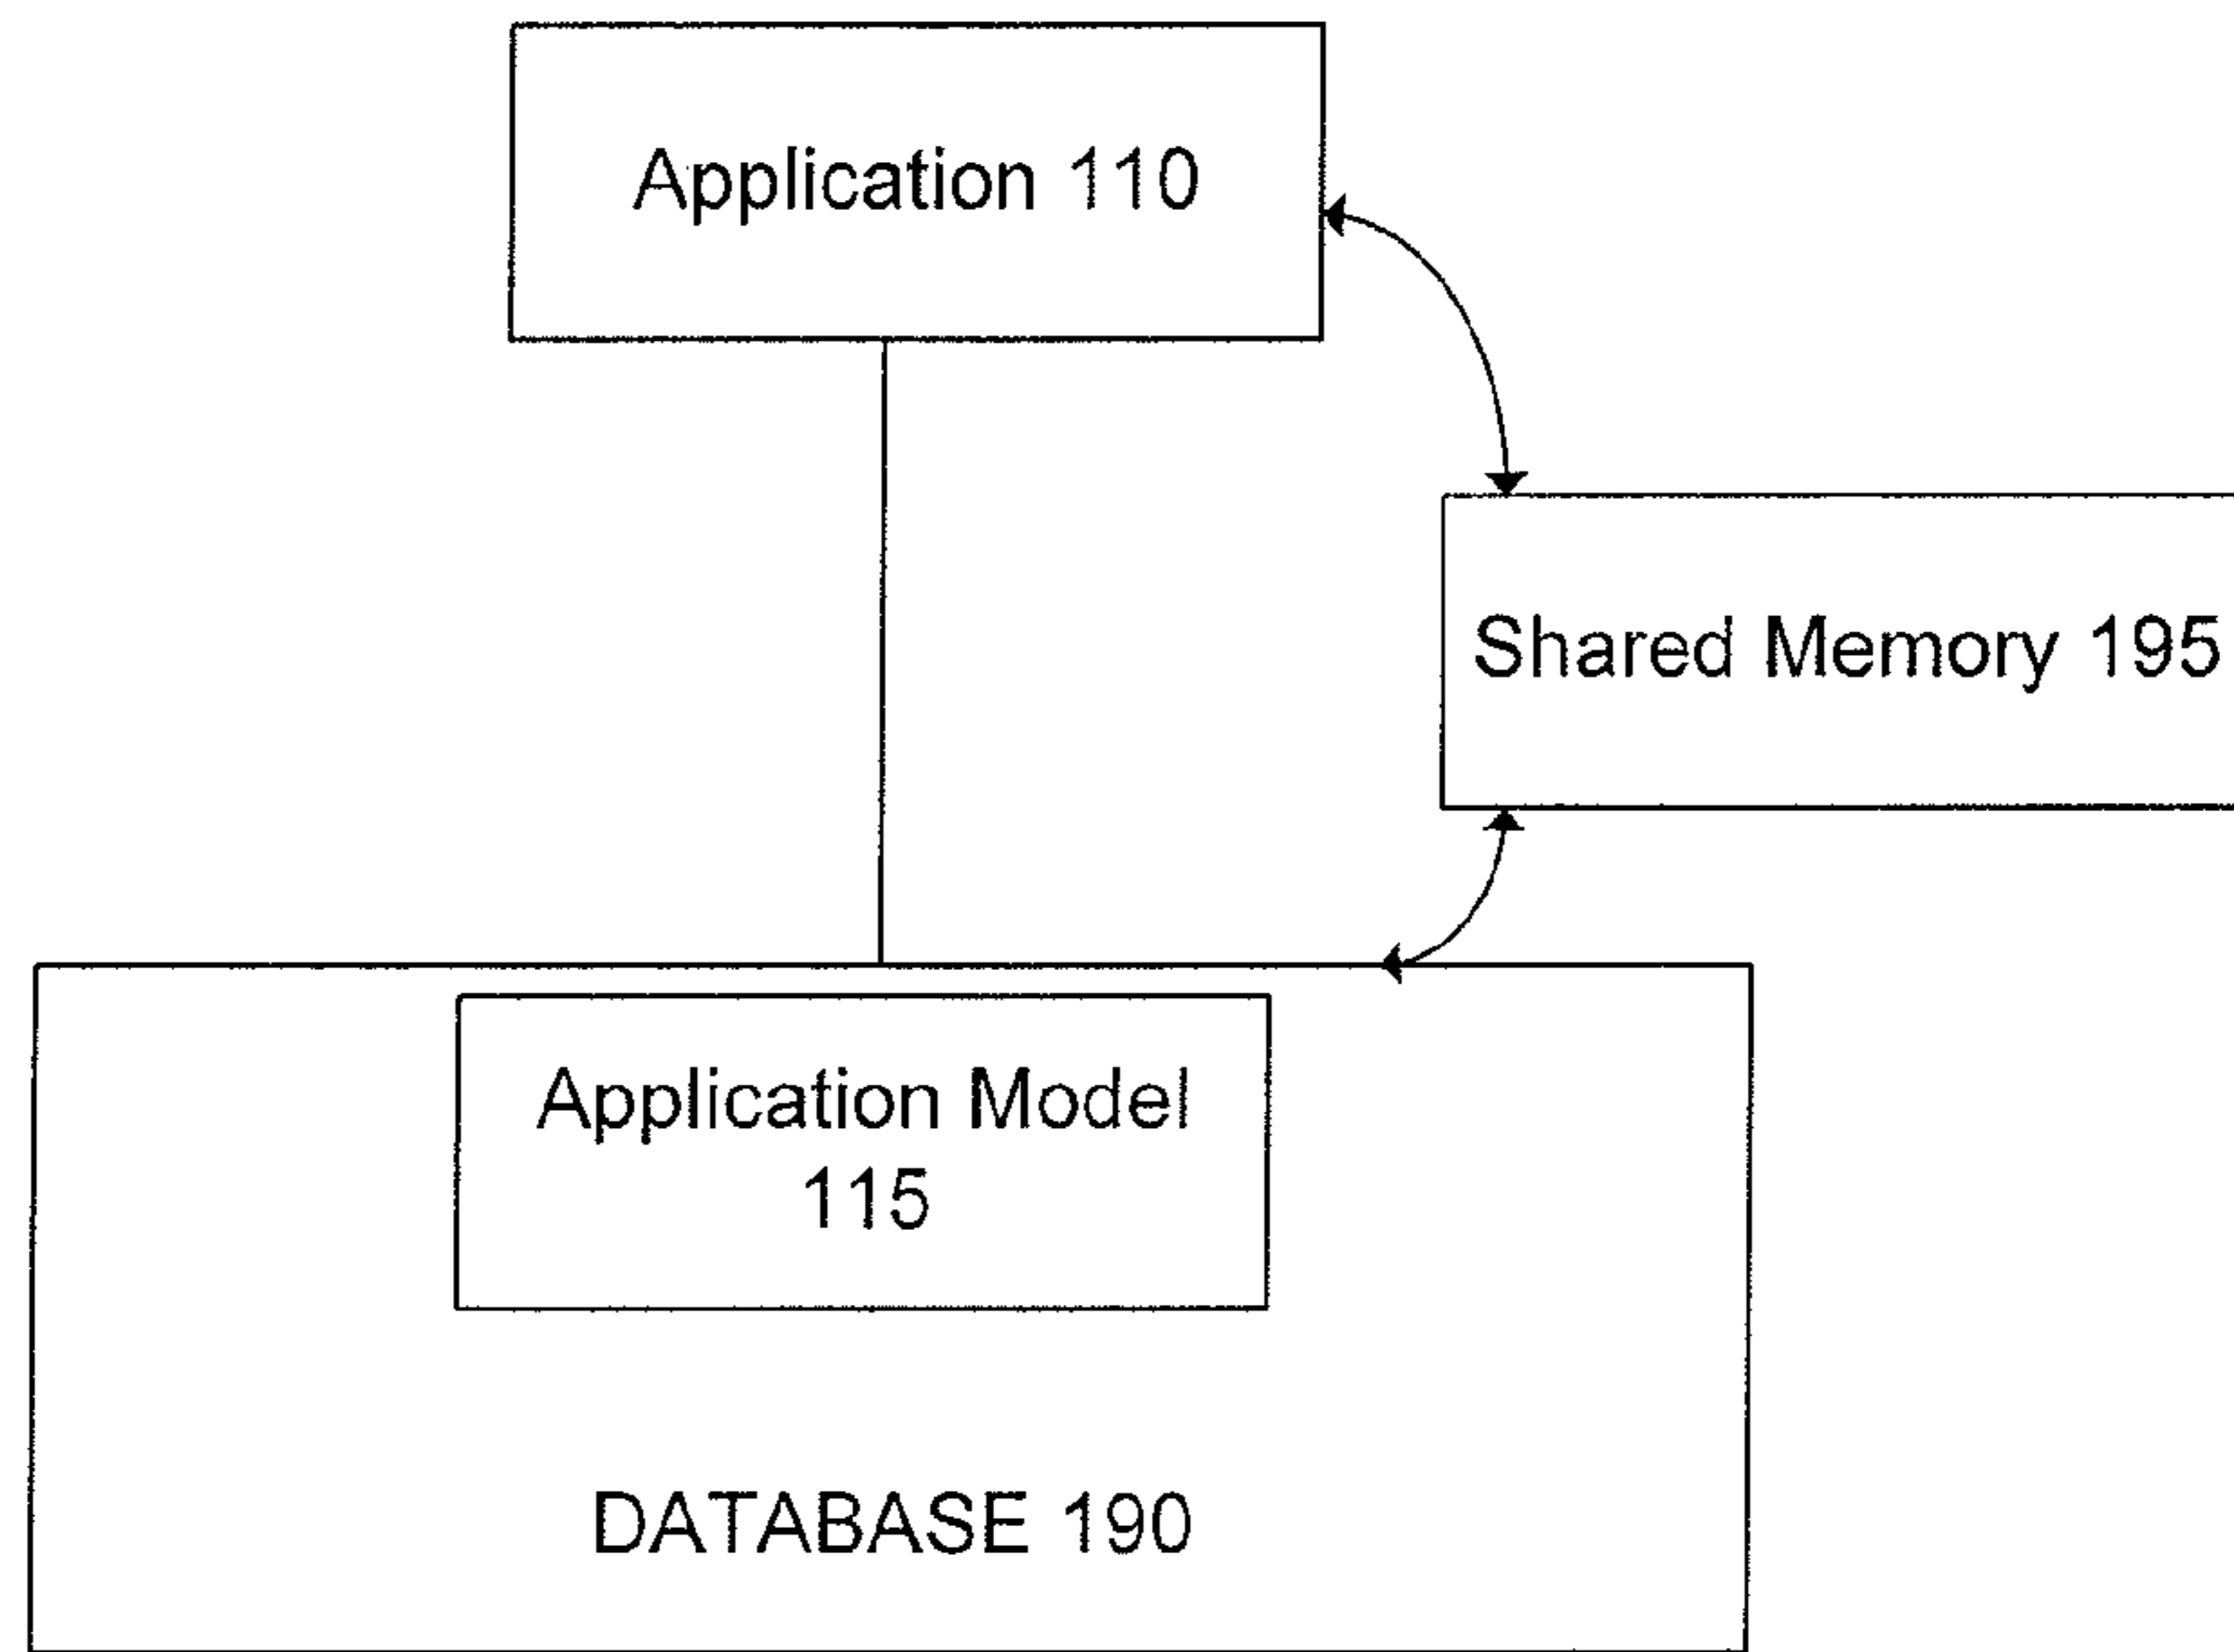 Application 110
Shared Memory 195
Application Model
115
DATABASE 190